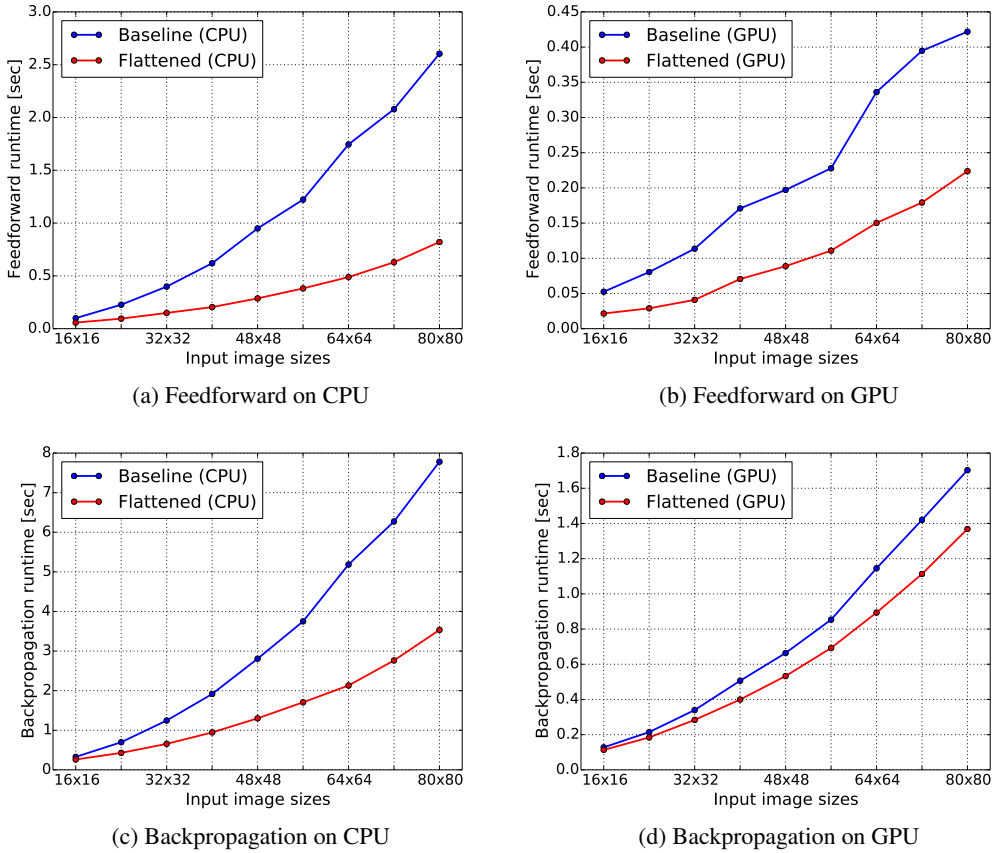 3.0
2.5
2.0
1.5
1.0
0.5
0.0
Feedforward runtime [sec]
Baseline (CPU)
Flattened (CPU)
16x16 32x32 48x48 64x64 80x80
Input image sizes
(a) Feedforward on CPU
0.45
0.40
0.35
0.30
0.25
0.20
0.15
0.10
0.05
0.00
Feedforward runtime [sec]
Baseline (GPU)
Flattened (GPU)
16x16 32x32 48x48 64x64 80x80
Input image sizes
(b) Feedforward on GPU
8
7
6
5
4
3
2
1
0
Backpropagation runtime [sec]
Baseline (CPU)
Flattened (CPU)
16x16 32x32 48x48 64x64 80x80
Input image sizes
(c) Backpropagation on CPU
1.8
1.6
1.4
1.2
1.0
0.8
0.6
0.4
0.2
0.0
Backpropagation runtime [sec]
Baseline (GPU)
Flattened (GPU)
16x16 32x32 48x48 64x64 80x80
Input image sizes
(d) Backpropagation on GPU